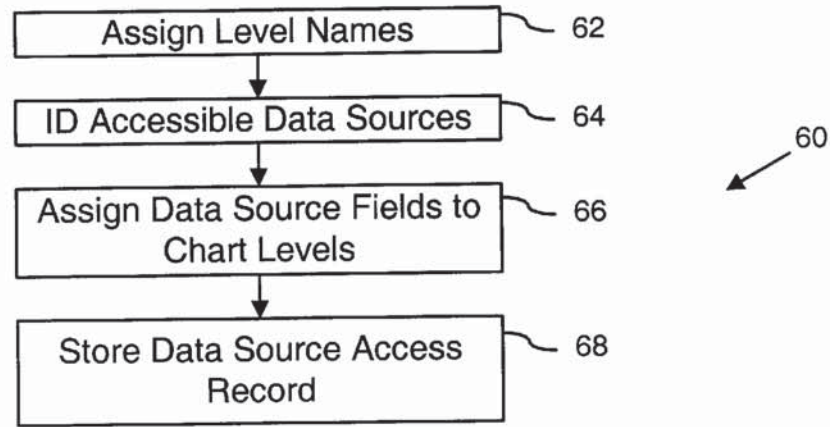 Assign Level Names
62
ID Accessible Data Sources
64
60
Assign Data Source Fields to
Chart Levels
66
Store Data Source Access
Record
68